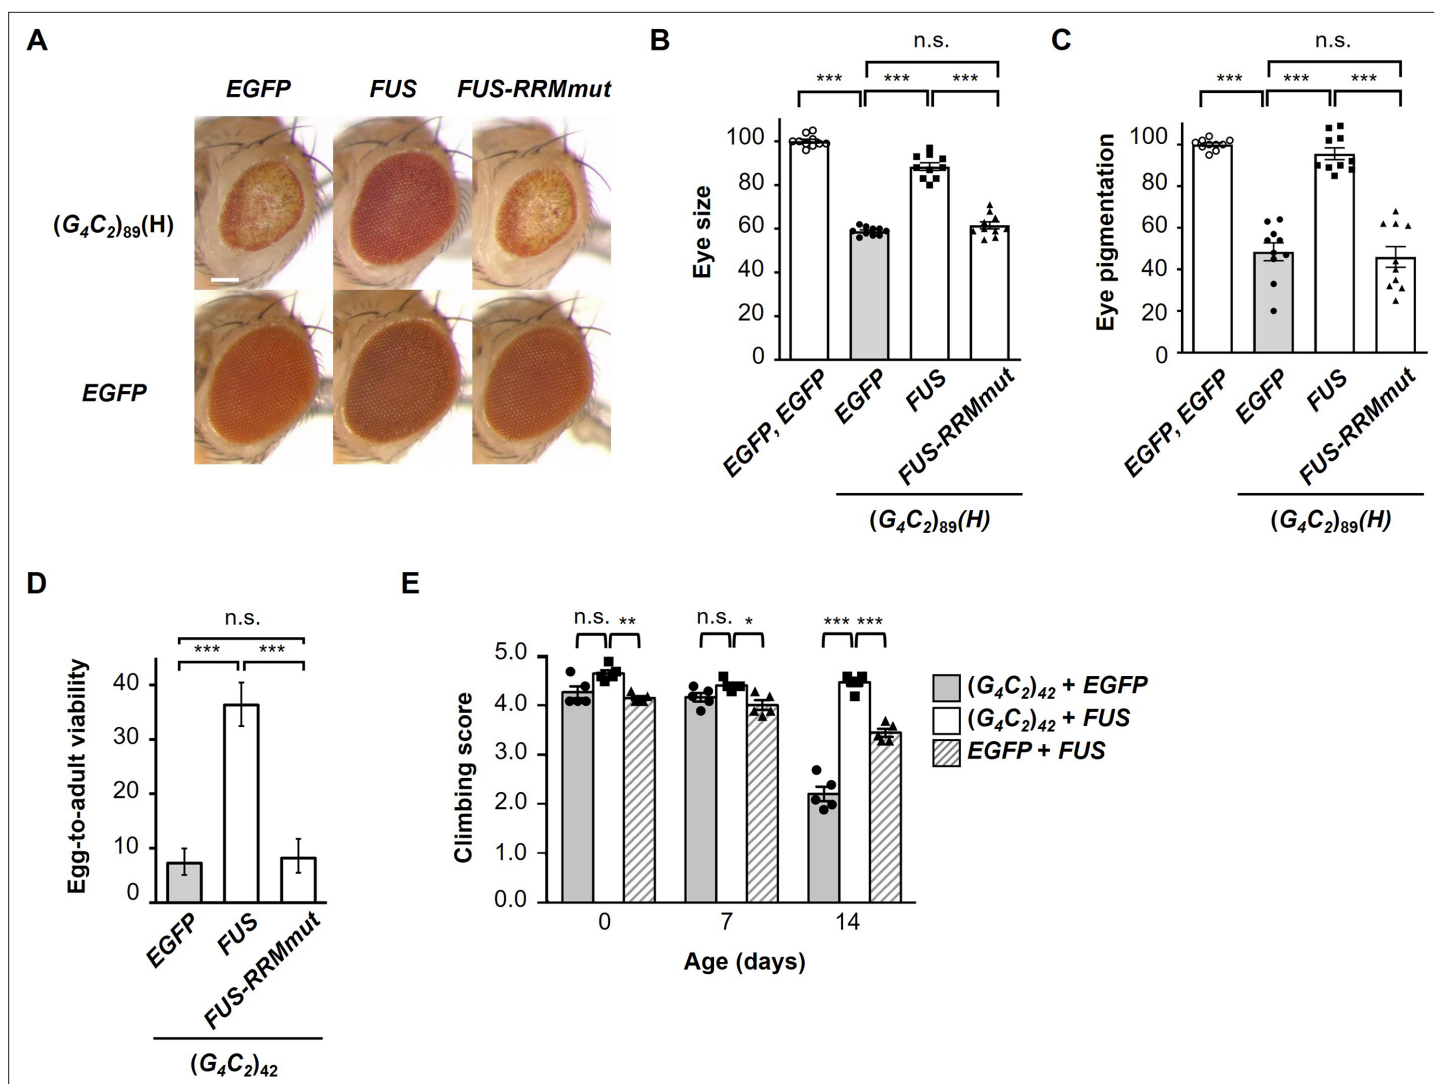 A
EGFP FUS FUS-RRMmut
(G4C2)89(H)
EGFP
B
n.s.
*** *** ***
Eye size
100
80
60
40
20
0
EGFP, EGFP
EGFP
FUS
FUS-RRMmut
(G4C2)89(H)
C
n.s.
*** *** ***
Eye pigmentation
100
80
60
40
20
0
EGFP, EGFP
EGFP
FUS
FUS-RRMmut
(G4C2)89(H)
D
n.s.
*** ***
Egg-to-adult viability
40
30
20
10
0
EGFP
FUS
FUS-RRMmut
(G4C2)42
E
n.s. ** n.s. * *** ***
Climbing score
5.0
4.0
3.0
2.0
1.0
0.0
0 7 14
Age (days)
(G4C2)42 + EGFP
(G4C2)42 + FUS
EGFP + FUS